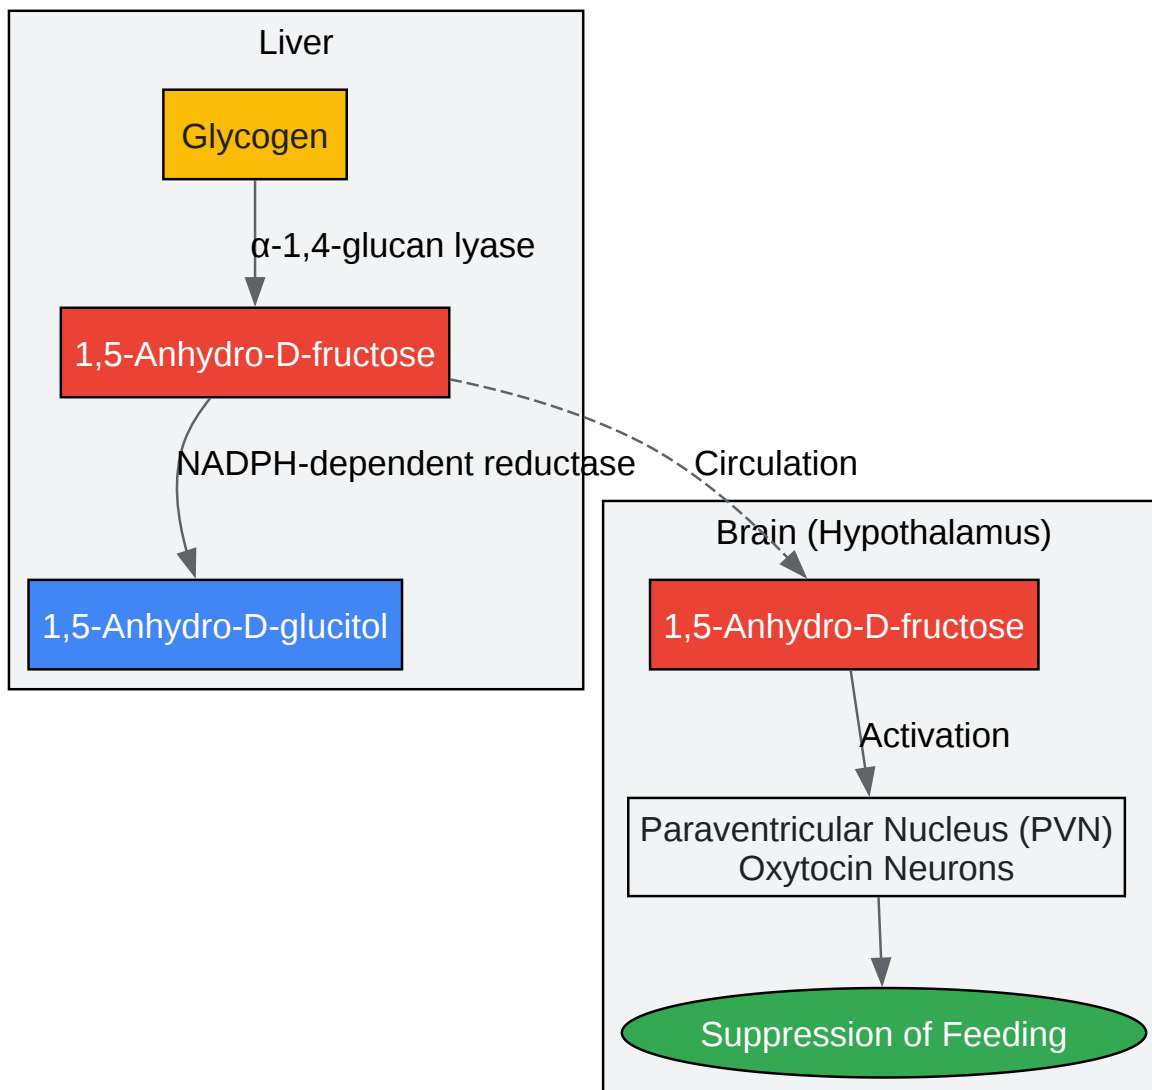 Liver
Glycogen
α-1,4-glucan lyase
1,5-Anhydro-D-fructose
NADPH-dependent reductase
Circulation
Brain (Hypothalamus)
1,5-Anhydro-D-glucitol
1,5-Anhydro-D-fructose
Activation
Paraventricular Nucleus (PVN)
Oxytocin Neurons
Suppression of Feeding